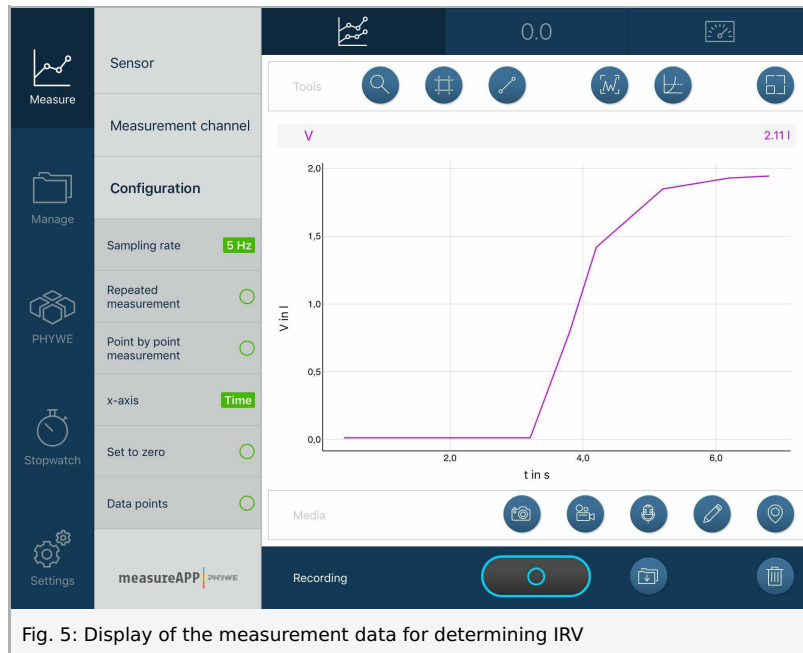 0.0
Sensor
Tools
Measure
Measurement channel
V 2.11 l
2,0
Configuration
Manage
Sampling rate 5 Hz
1,5
Repeated
measurement
PHYWE
1,0
V in l
Point by point
measurement
0,5
x-axis Time
Stopwatch
Set to zero
0,0
2,0 4,0 6,0
t in s
Data points
Media
Settings
measureAPP PHYWE
Recording
Fig. 5: Display of the measurement data for determining IRV